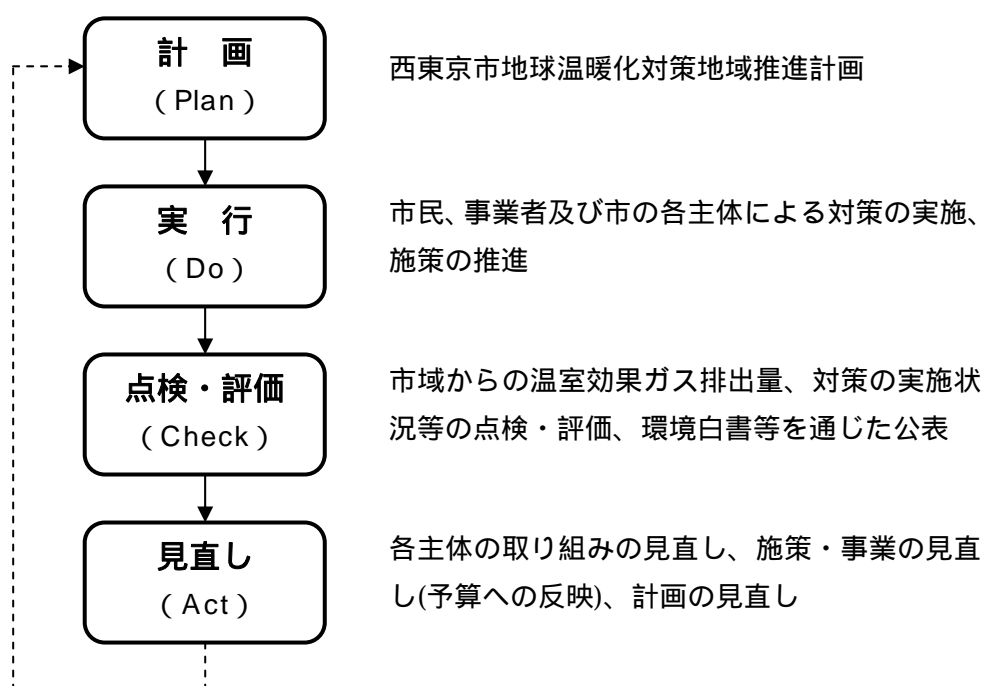 計　画
（Plan）
西東京市地球温暖化対策地域推進計画
実　行
（Do）
市民、事業者及び市の各主体による対策の実施、
施策の推進
点検・評価
（Check）
市域からの温室効果ガス排出量、対策の実施状
況等の点検・評価、環境白書等を通じた公表
見直し
（Act）
各主体の取り組みの見直し、施策・事業の見直
し(予算への反映)、計画の見直し